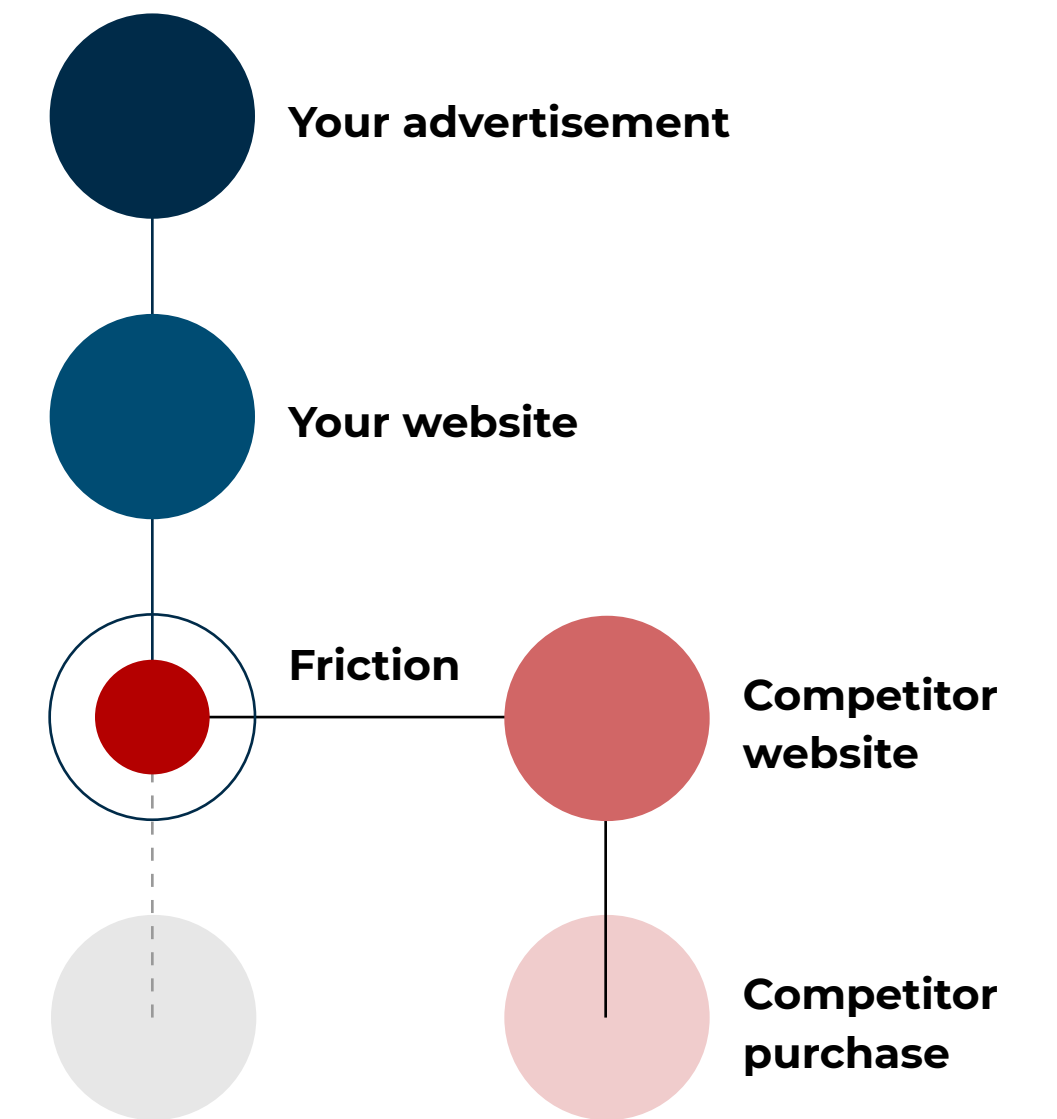 Your advertisement
Your website
Friction
Competitor
website
Competitor
purchase